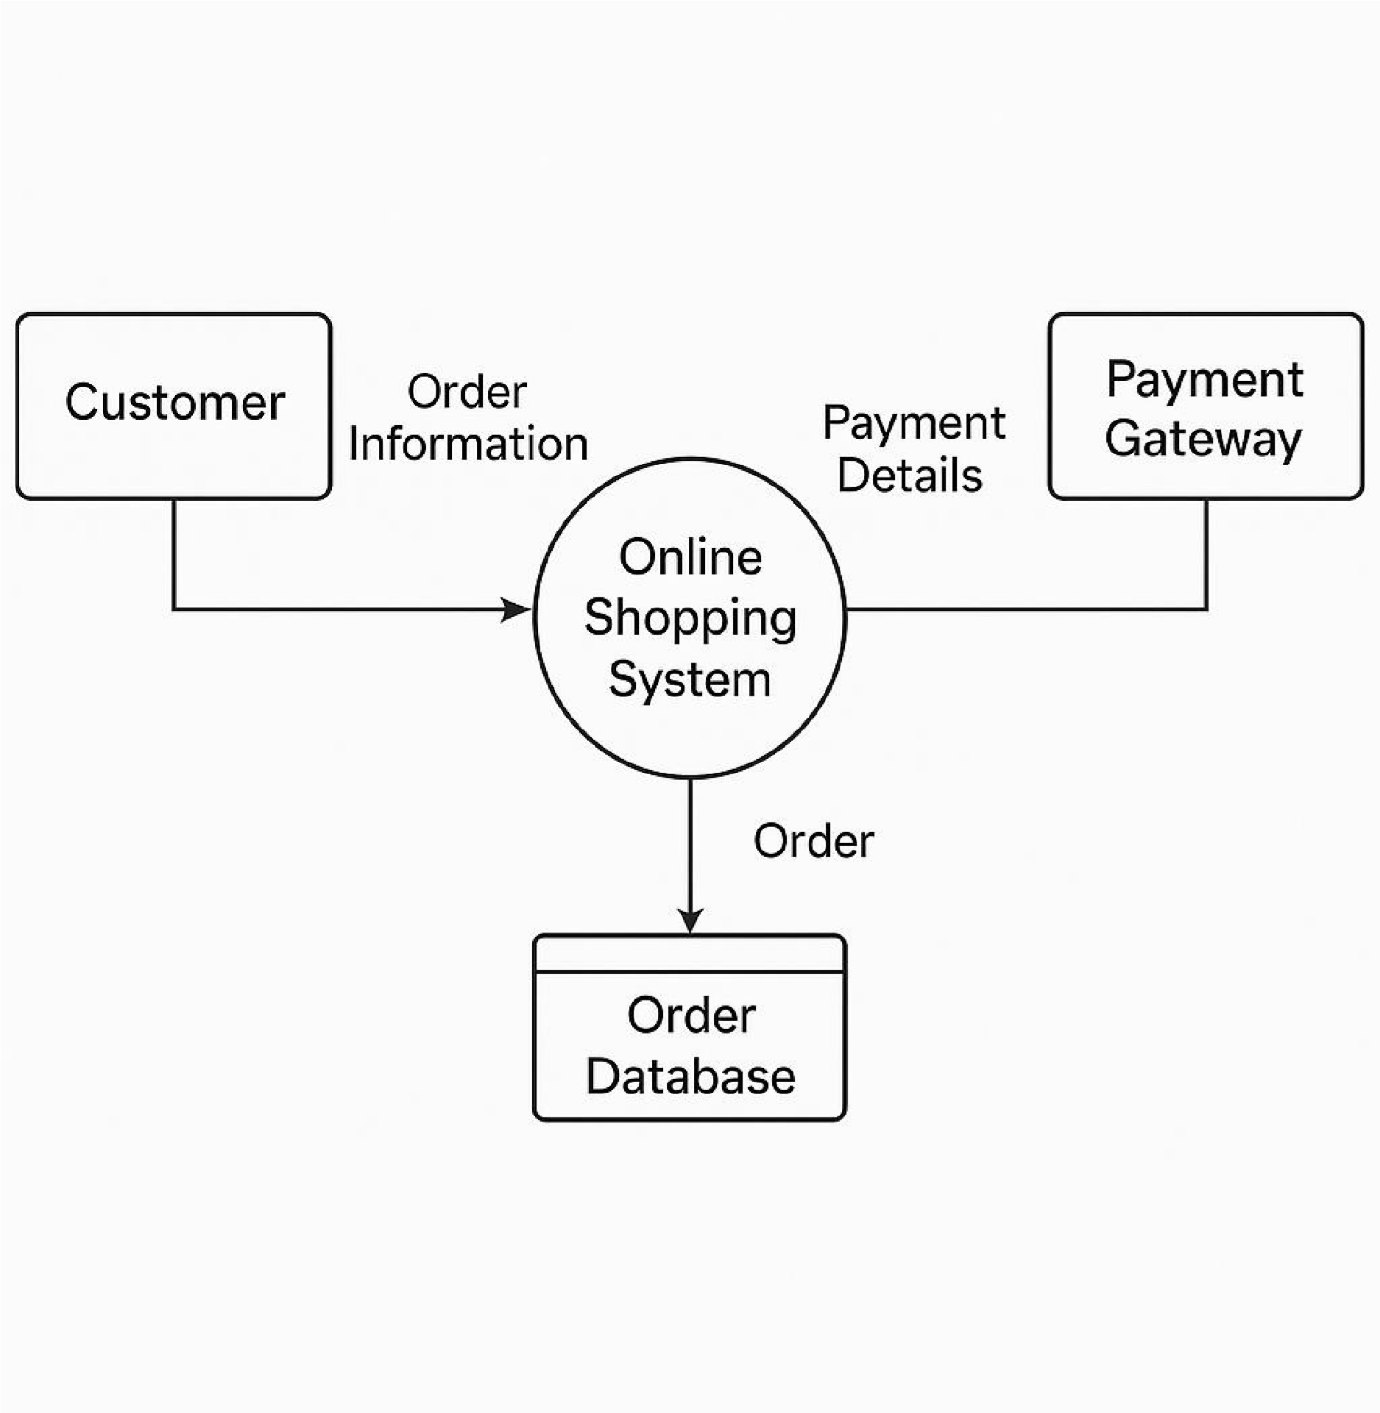 Customer
Order
Information
Payment
Details
Payment
Gateway
Online
Shopping
System
Order
Order
Database